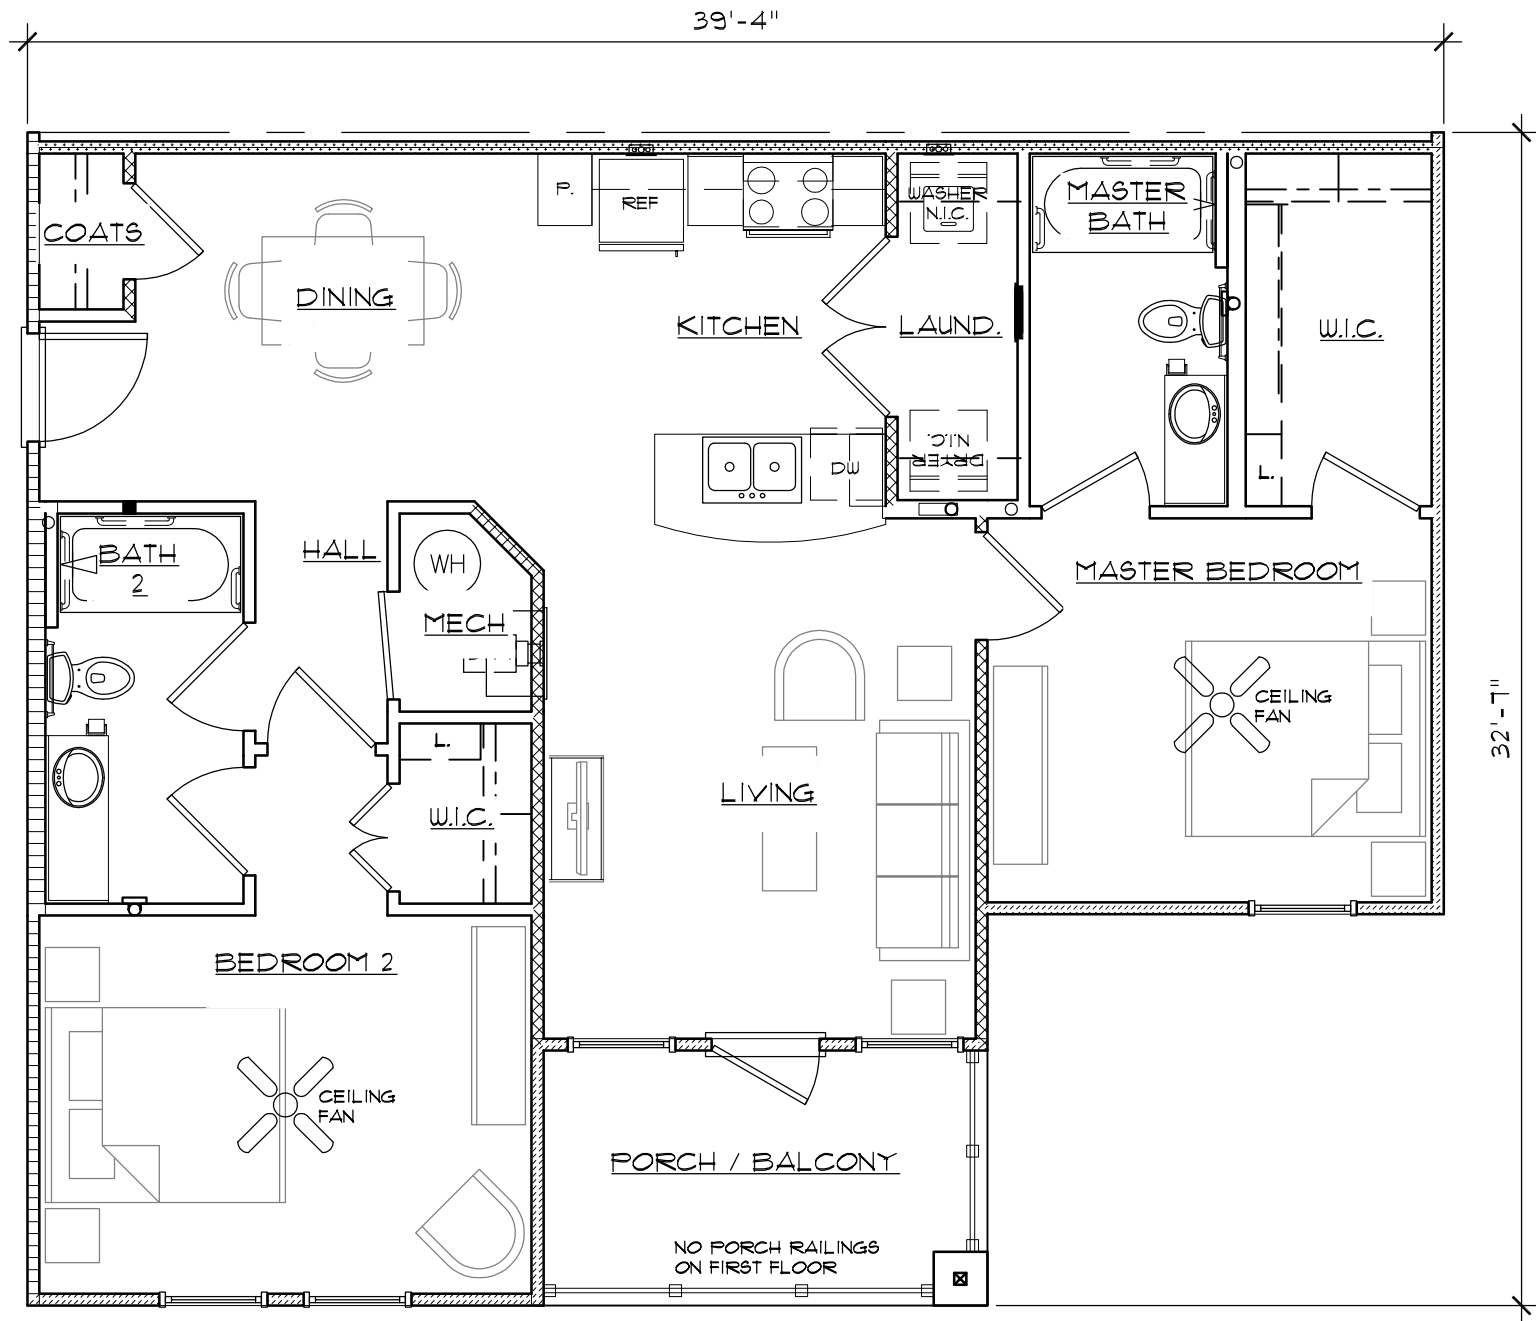 39'-4"
P.
REF
WASHER
N.I.C.
MASTER
BATH
COATS
DINING
KITCHEN
LAUND.
W.I.C.
DW
DRYER
N.I.C.
L.
HALL
BATH
2
WH
MECH
MASTER BEDROOM
CEILING
FAN
32'-7"
L.
W.I.C.
LIVING
BEDROOM 2
CEILING
FAN
PORCH / BALCONY
NO PORCH RAILINGS
ON FIRST FLOOR